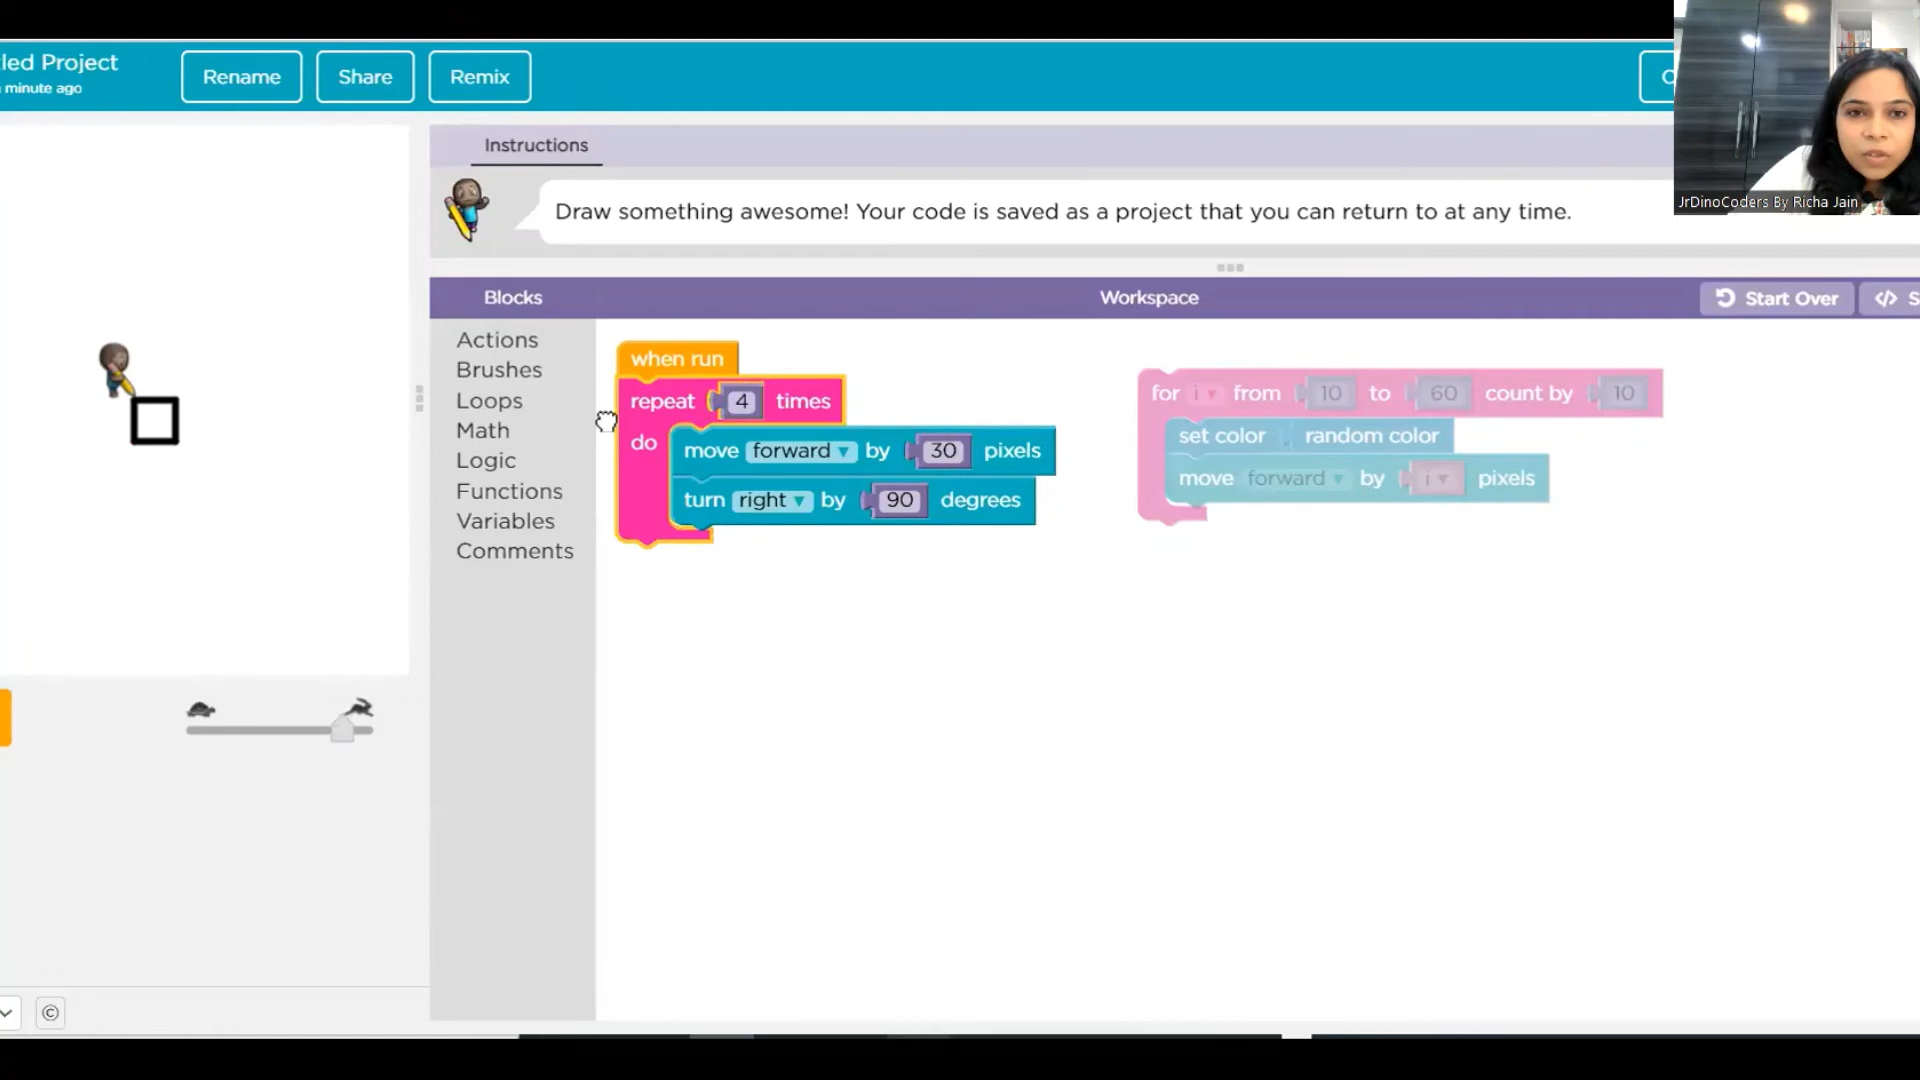 led Project
minute ago
Rename
Share
Remix
JrDinoCoders By Richa Jain
Instructions
Draw something awesome! Your code is saved as a project that you can return to at any time.
Blocks
Workspace
Start Over
</> S
Actions
Brushes
Loops
Math
Logic
Functions
Variables
Comments
when run
repeat 4 times
do
move forward ▼ by 30 pixels
turn right ▼ by 90 degrees
for i ▼ from 10 to 60 count by 10
set color random color
move forward ▼ by i ▼ pixels
©